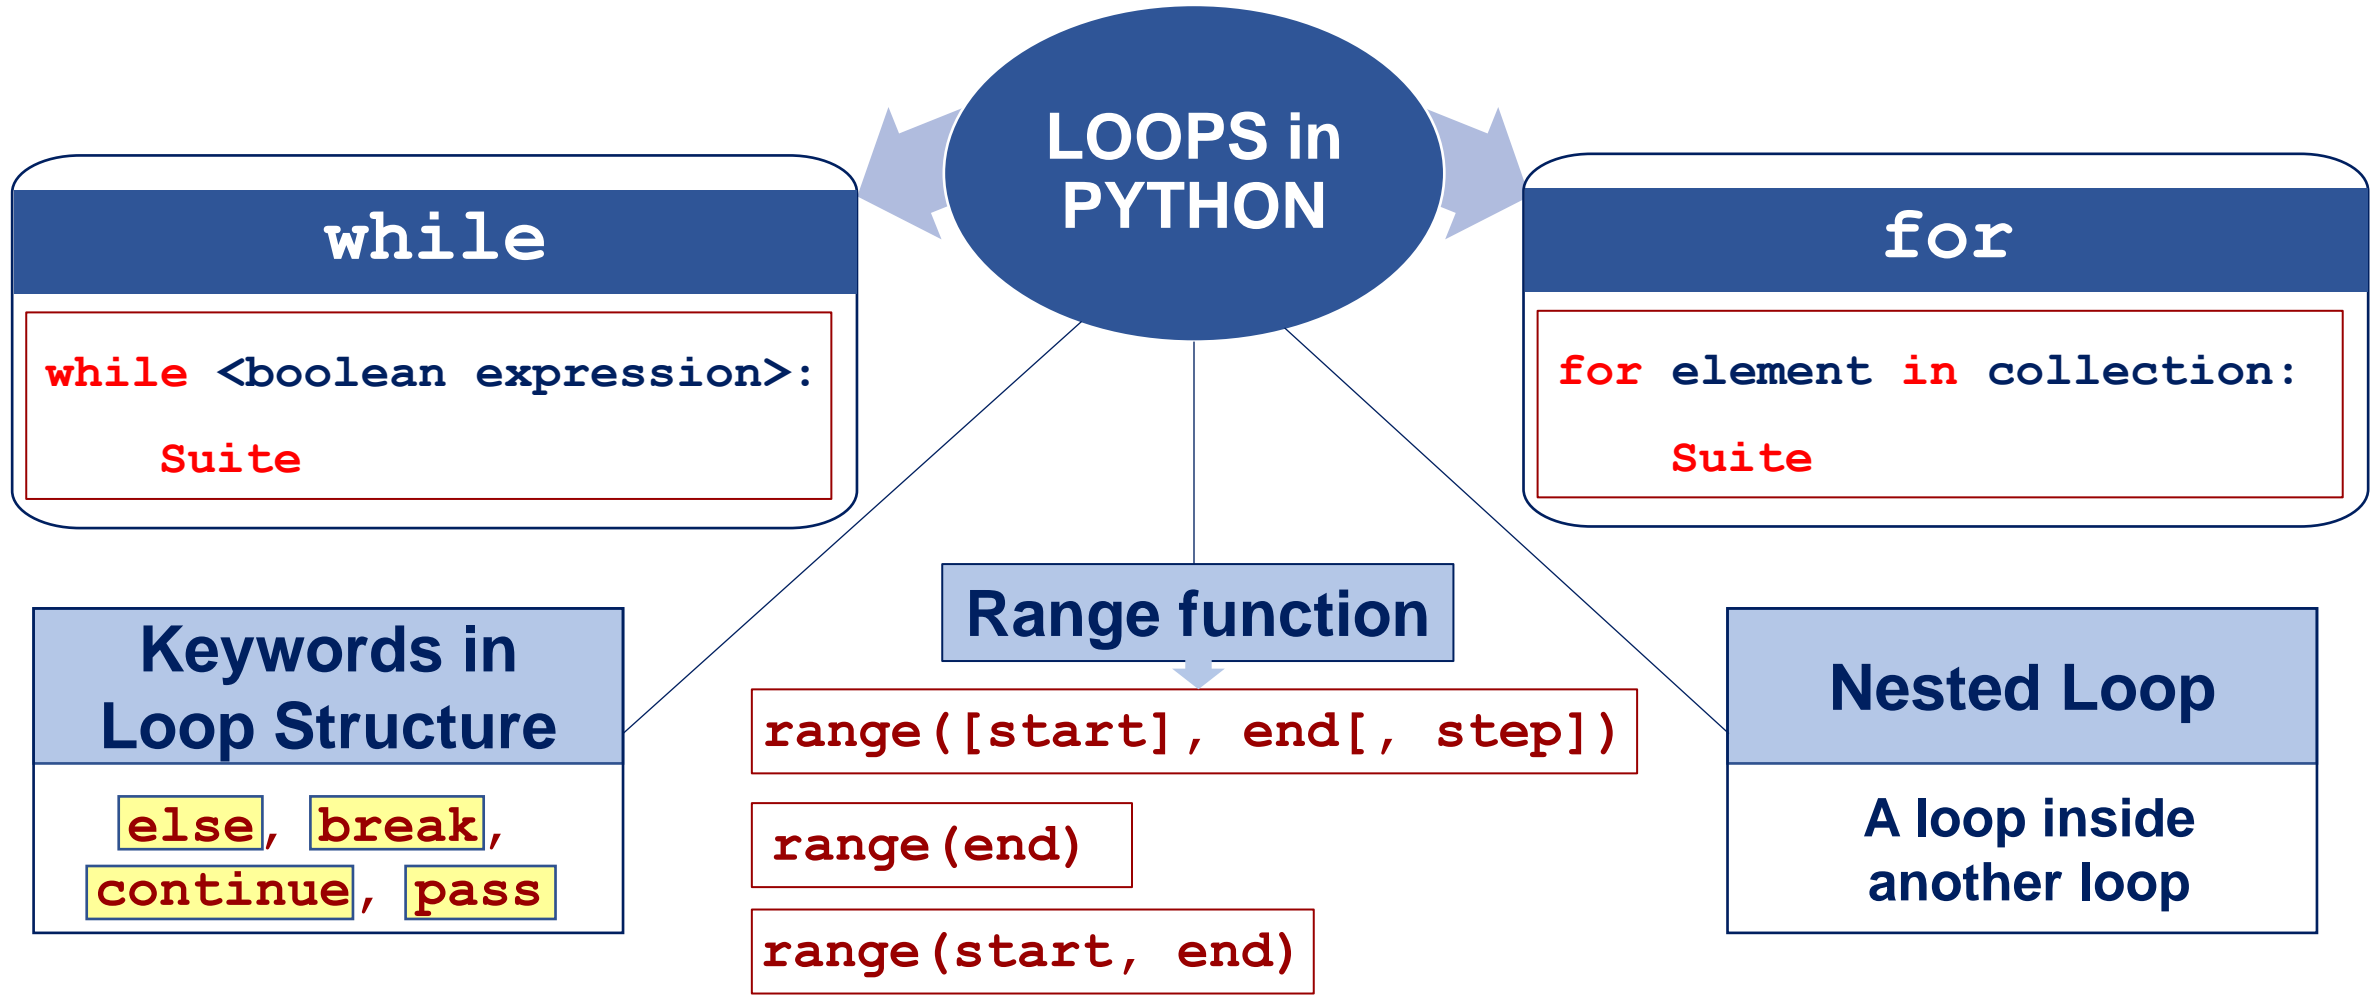 LOOPS in
PYTHON
while
while <boolean expression>:
Suite
for
for element in collection:
Suite
Keywords in
Loop Structure
else, break,
continue, pass
Range function
range([start], end[, step])
range(end)
range(start, end)
Nested Loop
A loop inside
another loop